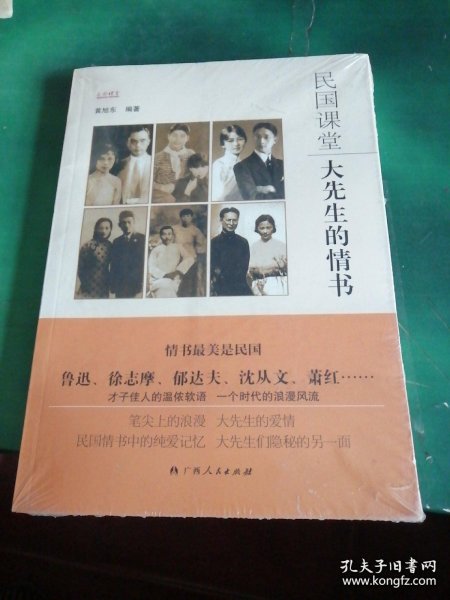 民国课堂
大先生的情书
黄旭东 编著
情书最美是民国
鲁迅、徐志摩、郁达夫、沈从文、萧红……
才子佳人的温侬软语 一个时代的浪漫风流
笔尖上的浪漫 大先生的爱情
民国情书中的纯爱记忆 大先生们隐秘的另一面
广西人民出版社
孔夫子旧书网
www.kongfz.com